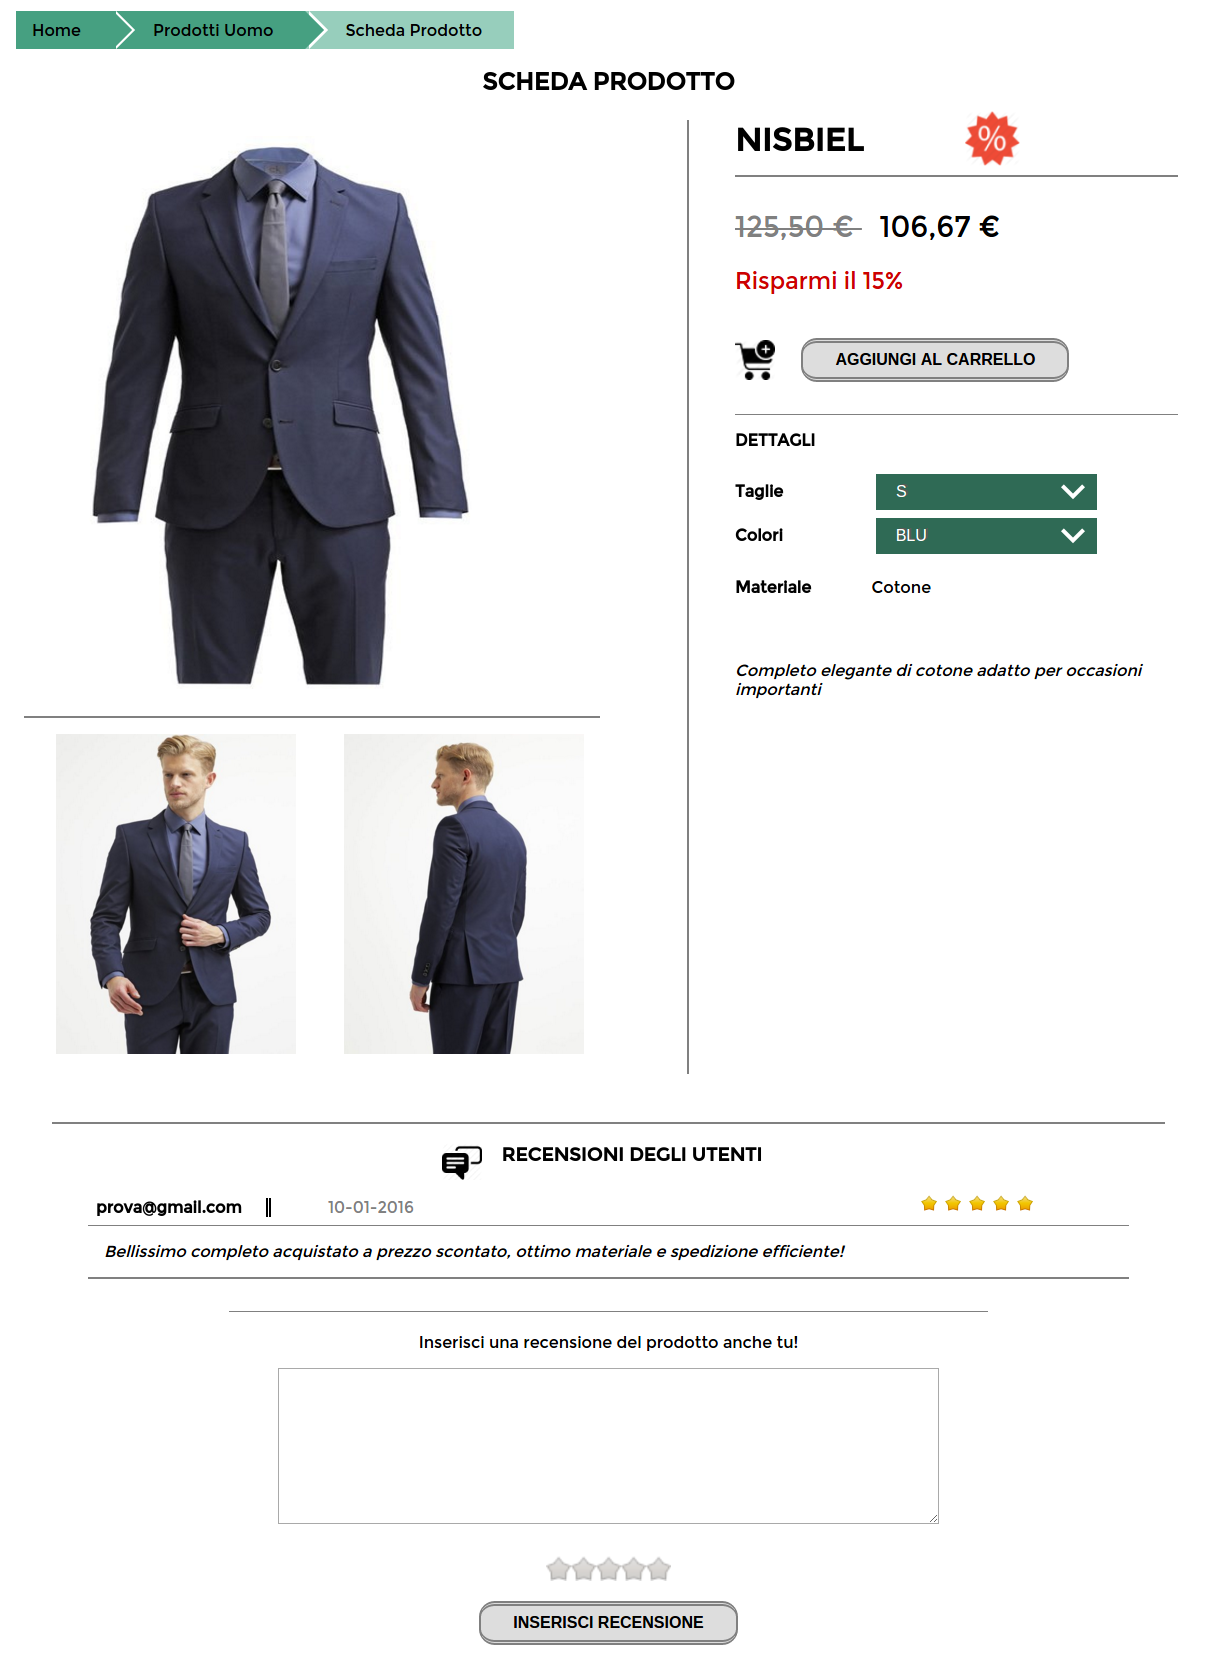 Home
Prodotti Uomo
Scheda Prodotto
SCHEDA PRODOTTO
NISBIEL
%
125,50 € 106,67 €
Risparmi il 15%
AGGIUNGI AL CARRELLO
DETTAGLI
Taglie S
Colori BLU
Materiale Cotone
Completo elegante di cotone adatto per occasioni
importanti
RECENSIONI DEGLI UTENTI
prova@gmail.com 10-01-2016
Bellissimo completo acquistato a prezzo scontato, ottimo materiale e spedizione efficiente!
Inserisci una recensione del prodotto anche tu!
INSERISCI RECENSIONE